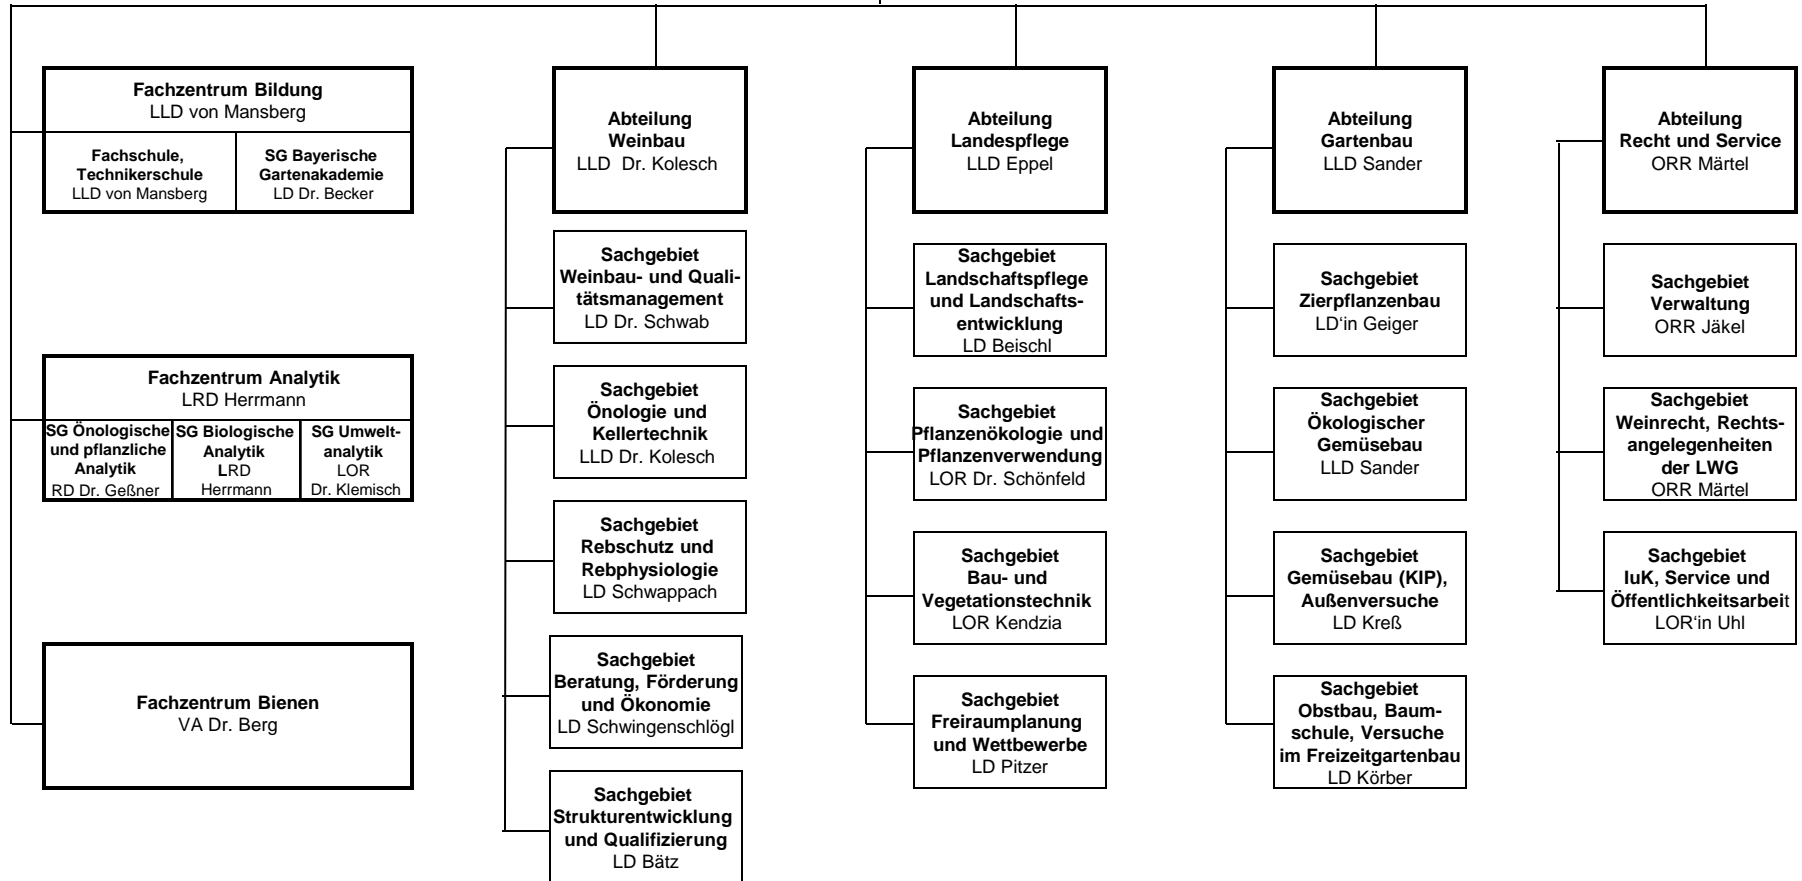 Fachzentrum Bildung
LLD von Mansberg
Fachschule,
Technikerschule
LLD von Mansberg
SG Bayerische
Gartenakademie
LD Dr. Becker
Fachzentrum Analytik
LRD Herrmann
SG Önologische
und pflanzliche
Analytik
RD Dr. Geßner
SG Biologische
Analytik
LRD
Herrmann
SG Umwelt-
analytik
LOR
Dr. Klemisch
Fachzentrum Bienen
VA Dr. Berg
Abteilung
Weinbau
LLD Dr. Kolesch
Sachgebiet
Weinbau- und Quali-
tätsmanagement
LD Dr. Schwab
Sachgebiet
Önologie und
Kellertechnik
LLD Dr. Kolesch
Sachgebiet
Rebschutz und
Rebphysiologie
LD Schwappach
Sachgebiet
Beratung, Förderung
und Ökonomie
LD Schwingenschlögl
Sachgebiet
Strukturentwicklung
und Qualifizierung
LD Bätz
Abteilung
Landespflege
LLD Eppel
Sachgebiet
Landschaftspflege
und Landschafts-
entwicklung
LD Beischl
Sachgebiet
Pflanzenökologie und
Pflanzenverwendung
LOR Dr. Schönfeld
Sachgebiet
Bau- und
Vegetationstechnik
LOR Kendzia
Sachgebiet
Freiraumplanung
und Wettbewerbe
LD Pitzer
Abteilung
Gartenbau
LLD Sander
Sachgebiet
Zierpflanzenbau
LD‘in Geiger
Sachgebiet
Ökologischer
Gemüsebau
LLD Sander
Sachgebiet
Gemüsebau (KIP),
Außenversuche
LD Kreß
Sachgebiet
Obstbau, Baum-
schule, Versuche
im Freizeitgartenbau
LD Körber
Abteilung
Recht und Service
ORR Märtel
Sachgebiet
Verwaltung
ORR Jäkel
Sachgebiet
Weinrecht, Rechts-
angelegenheiten
der LWG
ORR Märtel
Sachgebiet
IuK, Service und
Öffentlichkeitsarbeit
LOR‘in Uhl